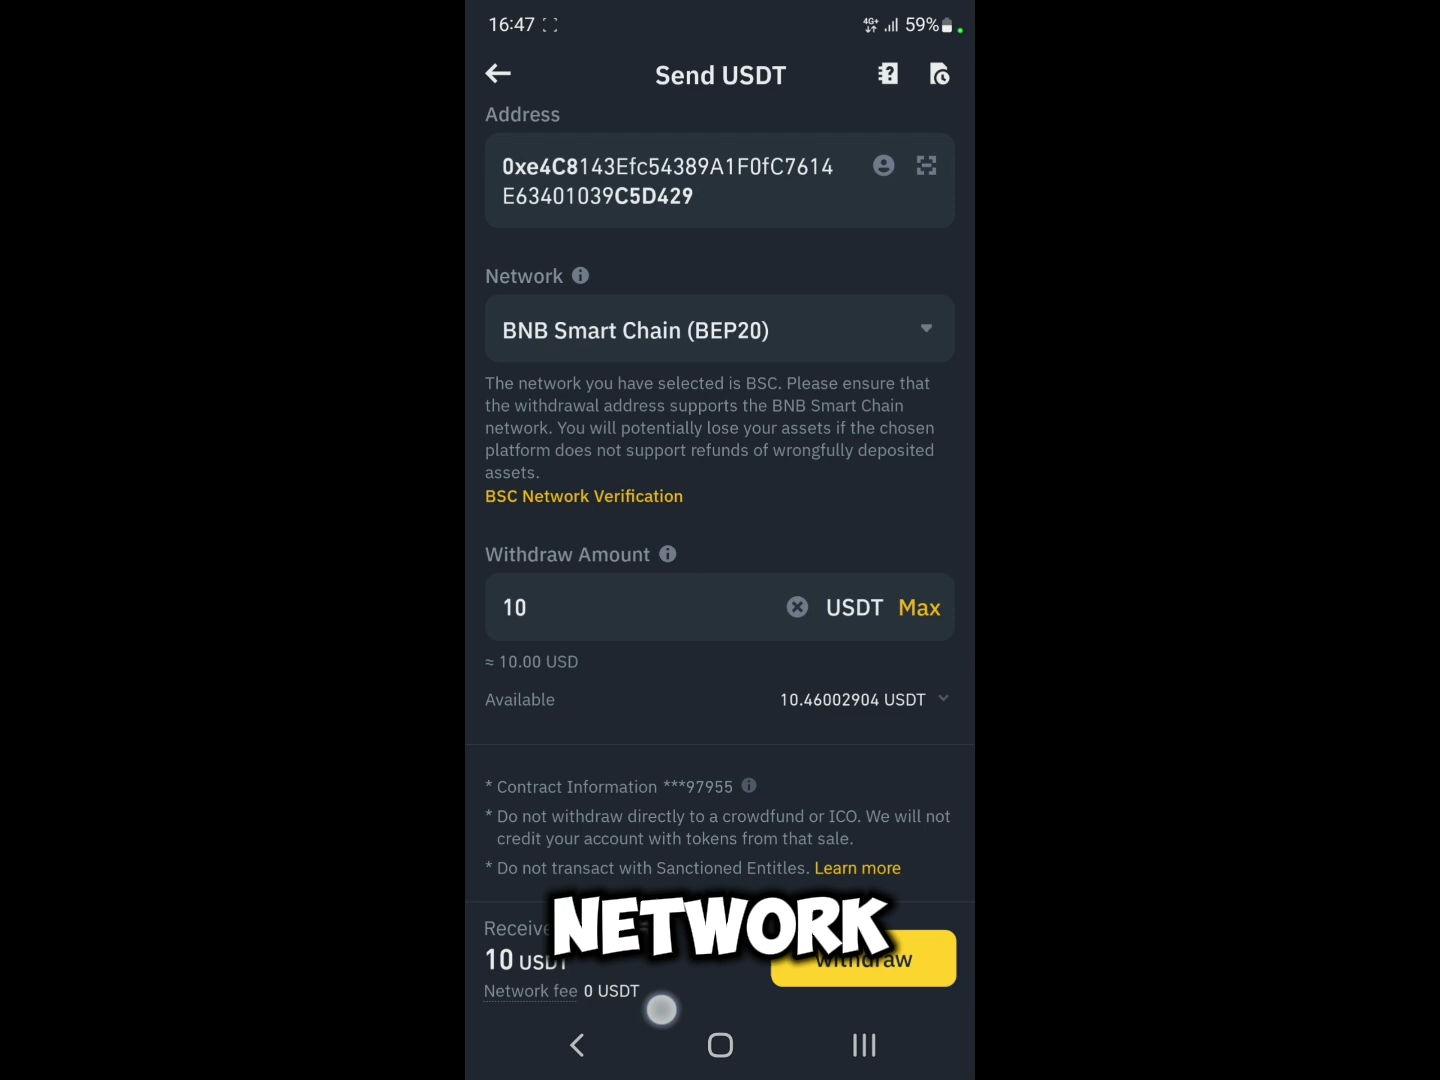 16:47
4G+ 59%
Send USDT
Address
0xe4C8143Efc54389A1F0fC7614
E63401039C5D429
Network
BNB Smart Chain (BEP20)
The network you have selected is BSC. Please ensure that
the withdrawal address supports the BNB Smart Chain
network. You will potentially lose your assets if the chosen
platform does not support refunds of wrongfully deposited
assets.
BSC Network Verification
Withdraw Amount
10 USDT Max
≈ 10.00 USD
Available 10.46002904 USDT
* Contract Information ***97955
* Do not withdraw directly to a crowdfund or ICO. We will not
credit your account with tokens from that sale.
* Do not transact with Sanctioned Entitles. Learn more
Receive
NETWORK
10 USDT
Withdraw
Network fee 0 USDT